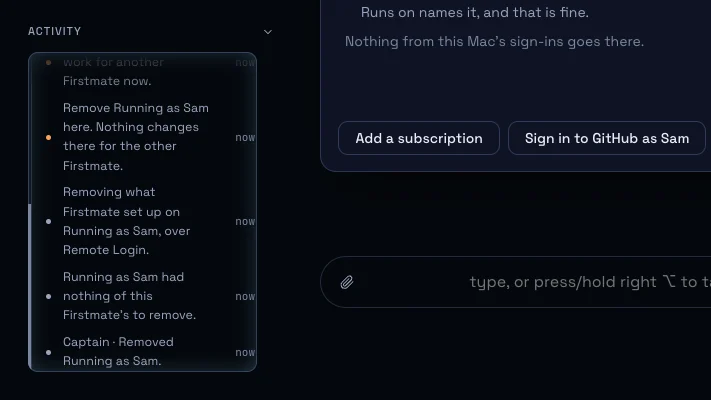 ACTIVITY
work for another
now
Firstmate now.
Remove Running as Sam
here. Nothing changes
there for the other
now
Firstmate.
Removing what
Firstmate set up on
now
Running as Sam, over
Remote Login.
Running as Sam had
nothing of this
now
Firstmate's to remove.
Captain · Removed
now
Running as Sam.
Runs on names it, and that is fine.
Nothing from this Mac's sign-ins goes there.
Add a subscription
Sign in to GitHub as Sam
type, or press/hold right ⌥ to